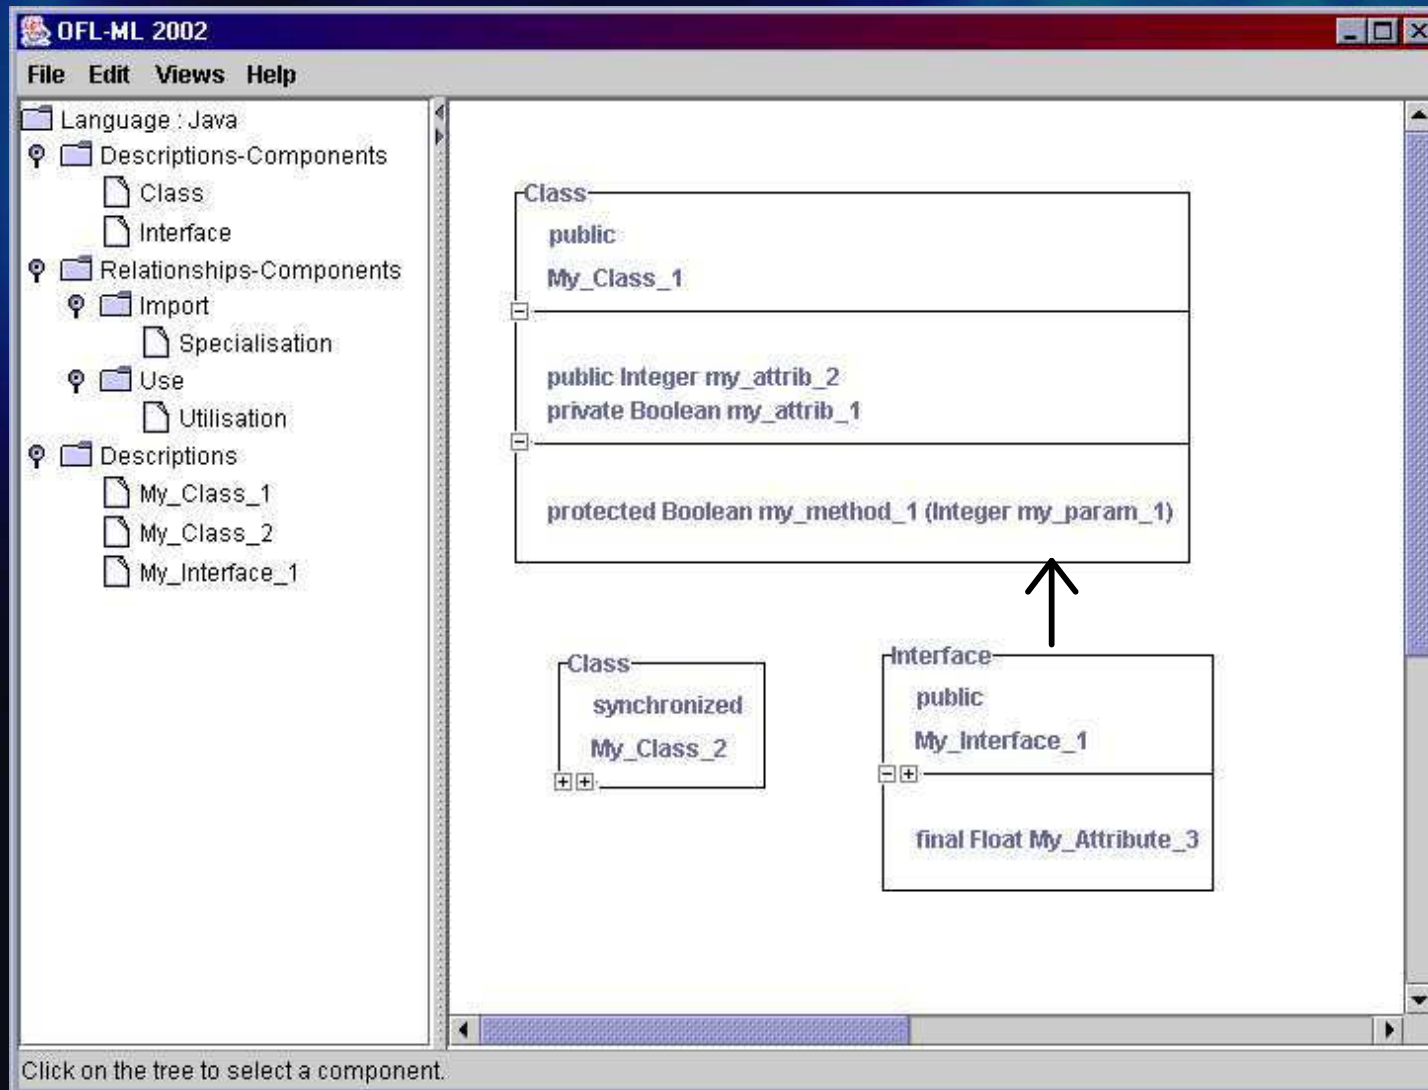 OFL-ML 2002
File Edit Views Help
Language : Java
Descriptions-Components
Class
Interface
Relationships-Components
Import
Specialisation
Use
Utilisation
Descriptions
My_Class_1
My_Class_2
My_Interface_1
Class
public
My_Class_1
public Integer my_attrib_2
private Boolean my_attrib_1
protected Boolean my_method_1 (Integer my_param_1)
Class
synchronized
My_Class_2
Interface
public
My_Interface_1
final Float My_Attribute_3
Click on the tree to select a component.